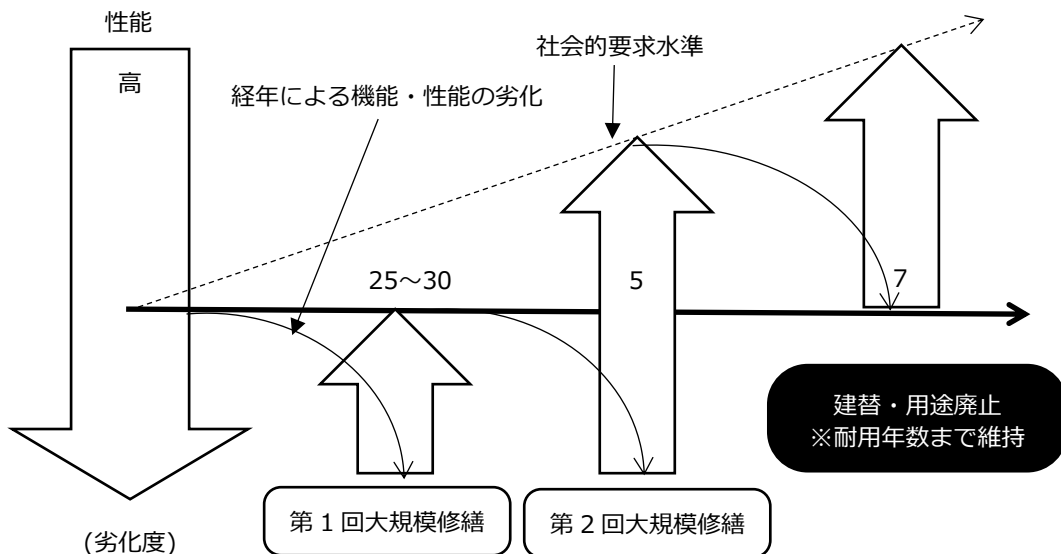 性能
高
社会的要求水準
経年による機能・性能の劣化
25～30
5
7
建替・用途廃止
※耐用年数まで維持
第1回大規模修繕
第2回大規模修繕
(劣化度)